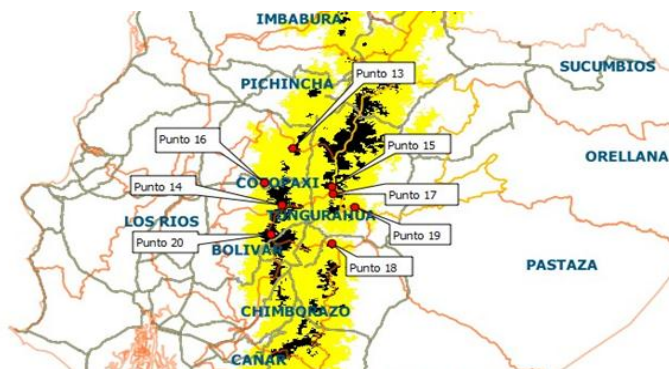 IMBABURA
Punto 13
SUCUMBIOS
PICHINCHA
Punto 16
Punto 15
ORELLANA
COTOPAXI
Punto 14
Punto 17
LOS RIOS
TUNGURAHUA
Punto 19
Punto 20
BOLIVAR
Punto 18
PASTAZA
CHIMBORAZO
CAÑAR